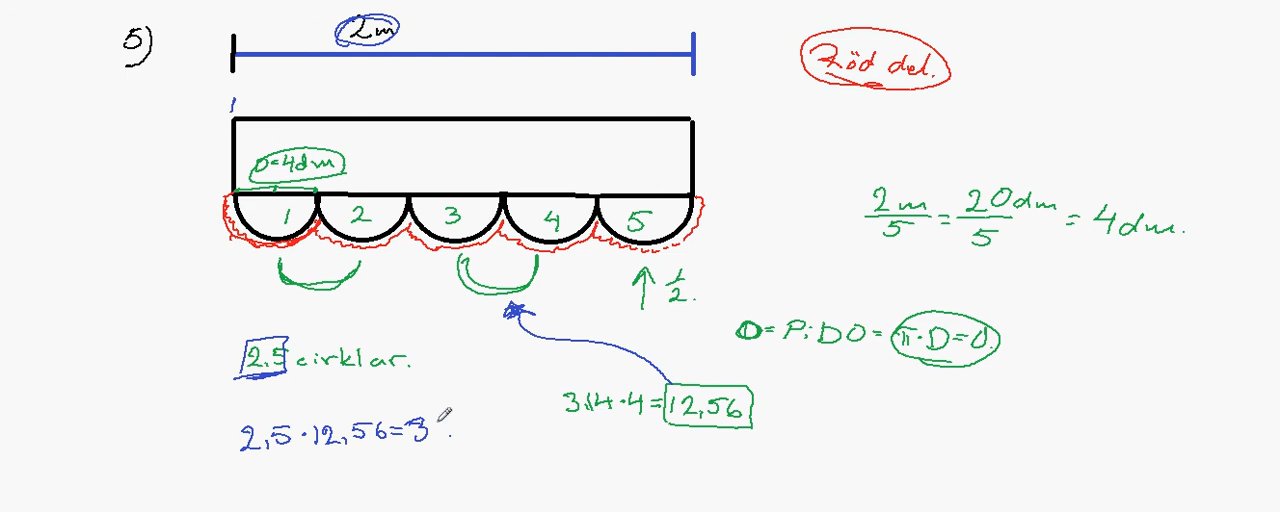 5)
2m
Röd del.
D=4dm
1 2 3 4 5
2m/5 = 20dm/5 = 4dm.
1/2.
O = Pi·D O = π·D=O.
2,5 cirklar.
3,14·4=12,56
2,5·12,56=3